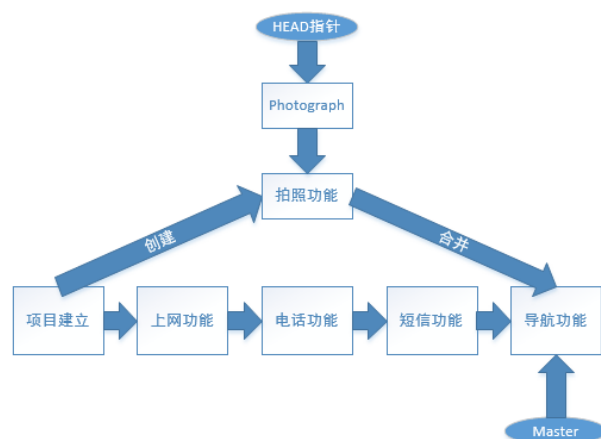 HEAD指针
Photograph
拍照功能
创建
合并
项目建立
上网功能
电话功能
短信功能
导航功能
Master